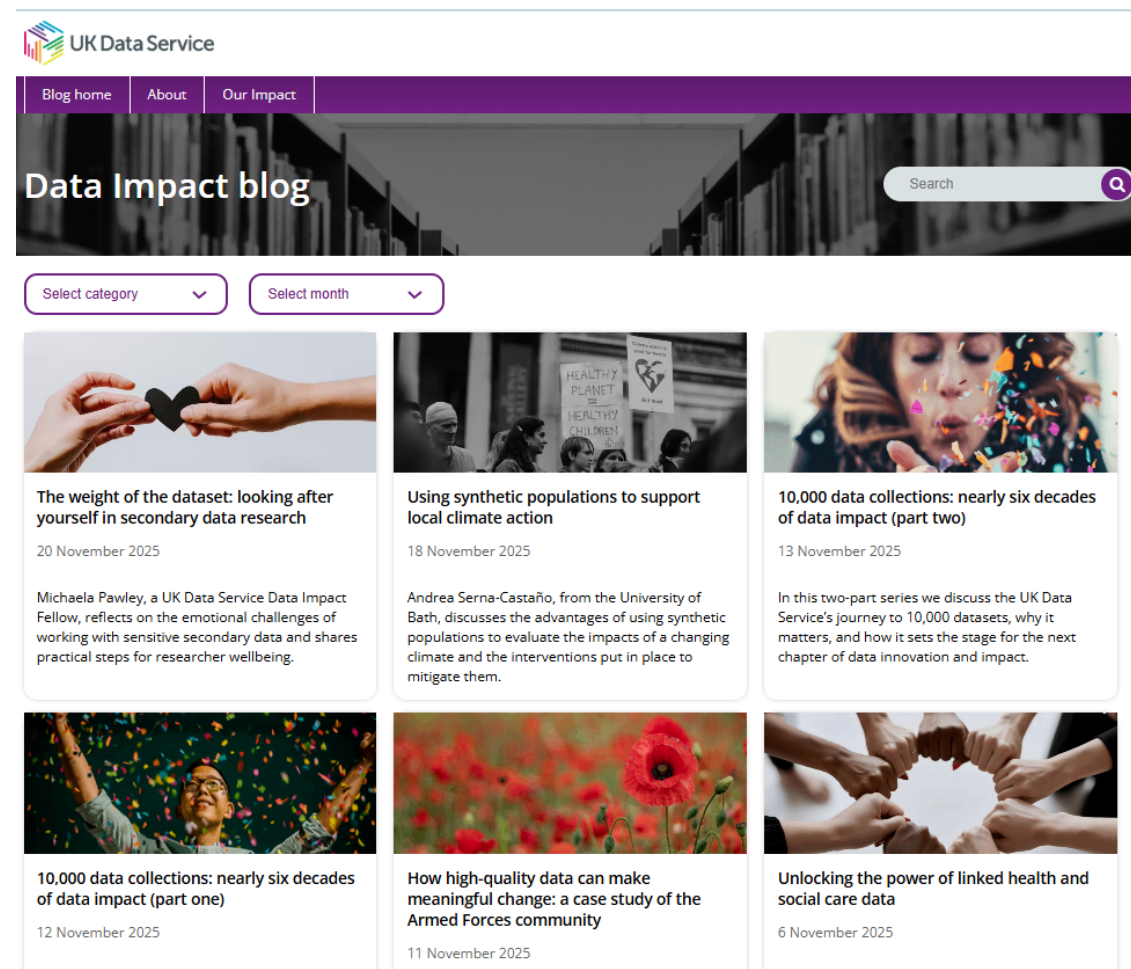 UK Data Service
Blog home
About
Our Impact
Data Impact blog
Search
Select category
Select month
HEALTHY
PLANET
HEALTHY
CHILDREN
The weight of the dataset: looking after
yourself in secondary data research
20 November 2025
Michaela Pawley, a UK Data Service Data Impact
Fellow, reflects on the emotional challenges of
working with sensitive secondary data and shares
practical steps for researcher wellbeing.
Using synthetic populations to support
local climate action
18 November 2025
Andrea Serna-Castaño, from the University of
Bath, discusses the advantages of using synthetic
populations to evaluate the impacts of a changing
climate and the interventions put in place to
mitigate them.
10,000 data collections: nearly six decades
of data impact (part two)
13 November 2025
In this two-part series we discuss the UK Data
Service’s journey to 10,000 datasets, why it
matters, and how it sets the stage for the next
chapter of data innovation and impact.
10,000 data collections: nearly six decades
of data impact (part one)
12 November 2025
How high-quality data can make
meaningful change: a case study of the
Armed Forces community
11 November 2025
Unlocking the power of linked health and
social care data
6 November 2025